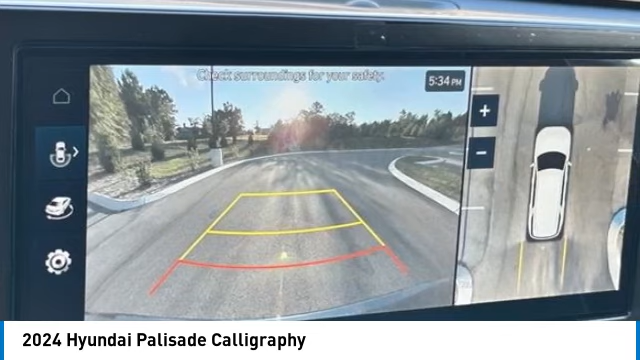 Check surroundings for your safety.
5:34 PM
+
-
2024 Hyundai Palisade Calligraphy